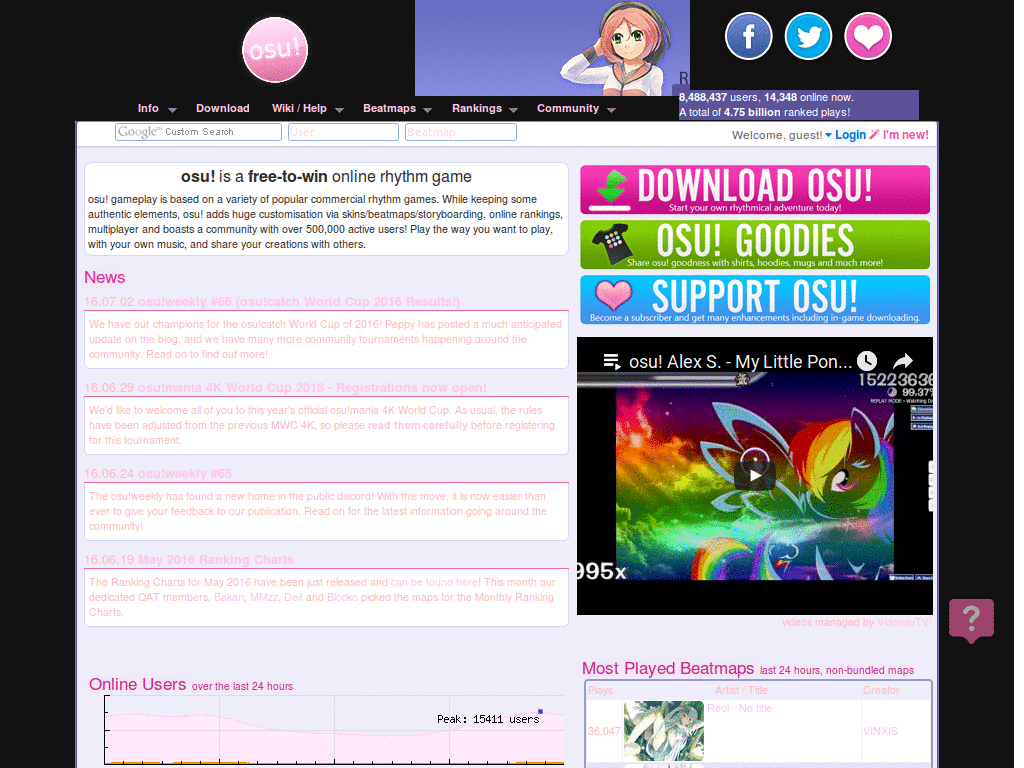 osu!
R
8,488,437 users, 14,348 online now.
A total of 4.75 billion ranked plays!
Info
Download
Wiki / Help
Beatmaps
Rankings
Community
Google™ Custom Search
User
Beatmap
Welcome, guest! Login I'm new!
osu! is a free-to-win online rhythm game
osu! gameplay is based on a variety of popular commercial rhythm games. While keeping some
authentic elements, osu! adds huge customisation via skins/beatmaps/storyboarding, online rankings,
multiplayer and boasts a community with over 500,000 active users! Play the way you want to play,
with your own music, and share your creations with others.
News
16.07.02 osu!weekly #66 (osu!catch World Cup 2016 Results!)
We have our champions for the osu!catch World Cup of 2016! Peppy has posted a much anticipated
update on the blog, and we have many more community tournaments happening around the
community. Read on to find out more!
16.06.29 osu!mania 4K World Cup 2016 - Registrations now open!
We'd like to welcome all of you to this year's official osu!mania 4K World Cup. As usual, the rules
have been adjusted from the previous MWC 4K, so please read them carefully before registering
for this tournament.
16.06.24 osu!weekly #65
The osu!weekly has found a new home in the public discord! With this move, it is now easier than
ever to give your feedback to our publication. Read on for the latest information going around the
community!
16.06.19 May 2016 Ranking Charts
The Ranking Charts for May 2016 have been just released and can be found here! This month our
dedicated QAT members, Bakari, MMzz, Deif and Blocko picked the maps for the Monthly Ranking
Charts.
Online Users over the last 24 hours
Peak: 15411 users
DOWNLOAD OSU!
Start your own rhythmical adventure today!
OSU! GOODIES
Share osu! goodness with shirts, hoodies, mugs and much more!
SUPPORT OSU!
Become a subscriber and get many enhancements including in-game downloading.
osu! Alex S. - My Little Pon...
15223636
99.37%
REPLAY MODE - Watching
995x
videos managed by VideosuTV!
?
Most Played Beatmaps last 24 hours, non-bundled maps
Plays
Artist / Title
Creator
36,047
Reol - No title
VINXIS